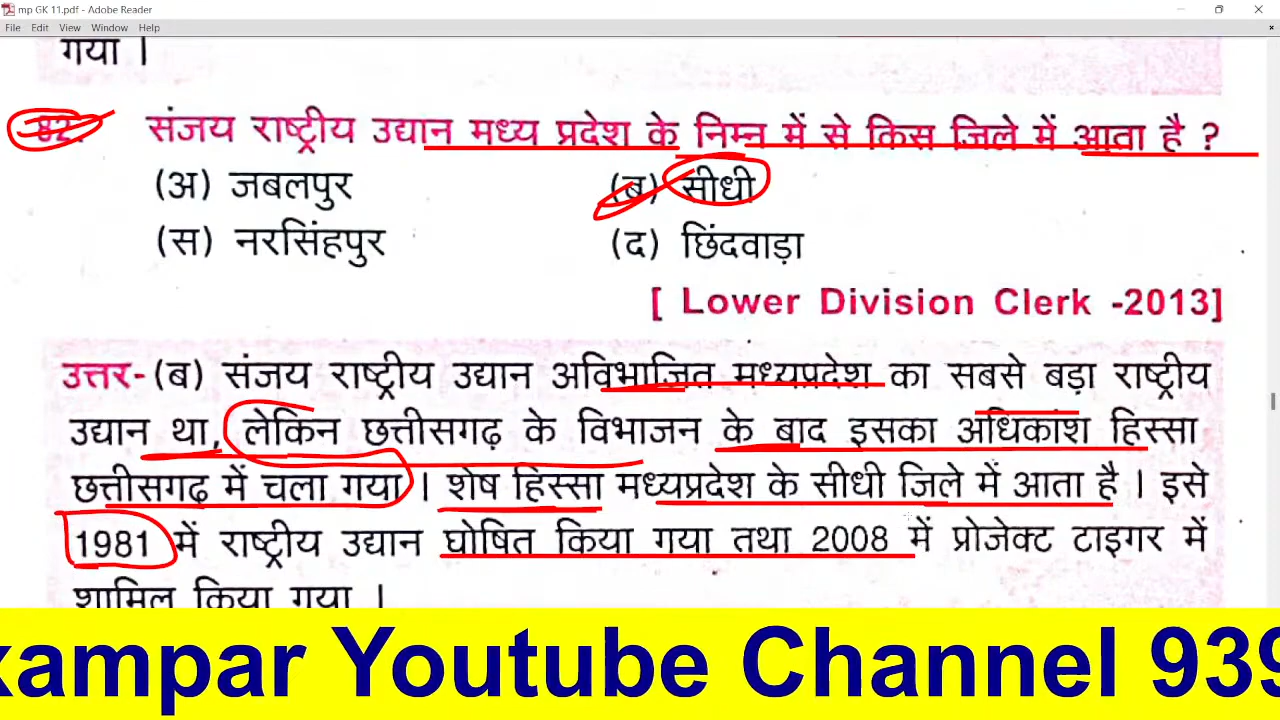 mp GK 11.pdf - Adobe Reader
File Edit View Window Help
गया ।
82. संजय राष्ट्रीय उद्यान मध्य प्रदेश के निम्न में से किस जिले में आता है ?
(अ) जबलपुर (ब) सीधी
(स) नरसिंहपुर (द) छिंदवाड़ा
[ Lower Division Clerk -2013]
उत्तर- (ब) संजय राष्ट्रीय उद्यान अविभाजित मध्यप्रदेश का सबसे बड़ा राष्ट्रीय
उद्यान था, लेकिन छत्तीसगढ़ के विभाजन के बाद इसका अधिकांश हिस्सा
छत्तीसगढ़ में चला गया । शेष हिस्सा मध्यप्रदेश के सीधी जिले में आता है । इसे
1981 में राष्ट्रीय उद्यान घोषित किया गया तथा 2008 में प्रोजेक्ट टाइगर में
शामिल किया गया ।
xampar Youtube Channel 939